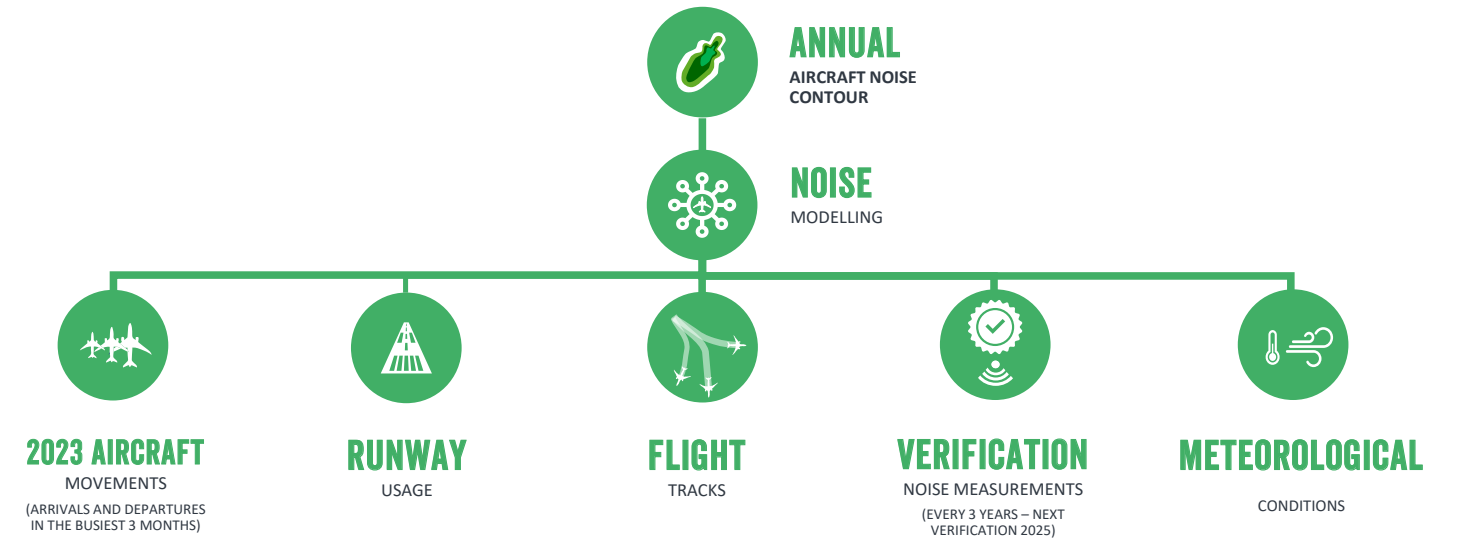 ANNUAL
AIRCRAFT NOISE
CONTOUR
NOISE
MODELLING
2023 AIRCRAFT
MOVEMENTS
(ARRIVALS AND DEPARTURES
IN THE BUSIEST 3 MONTHS)
RUNWAY
USAGE
FLIGHT
TRACKS
VERIFICATION
NOISE MEASUREMENTS
(EVERY 3 YEARS – NEXT
VERIFICATION 2025)
METEOROLOGICAL
CONDITIONS